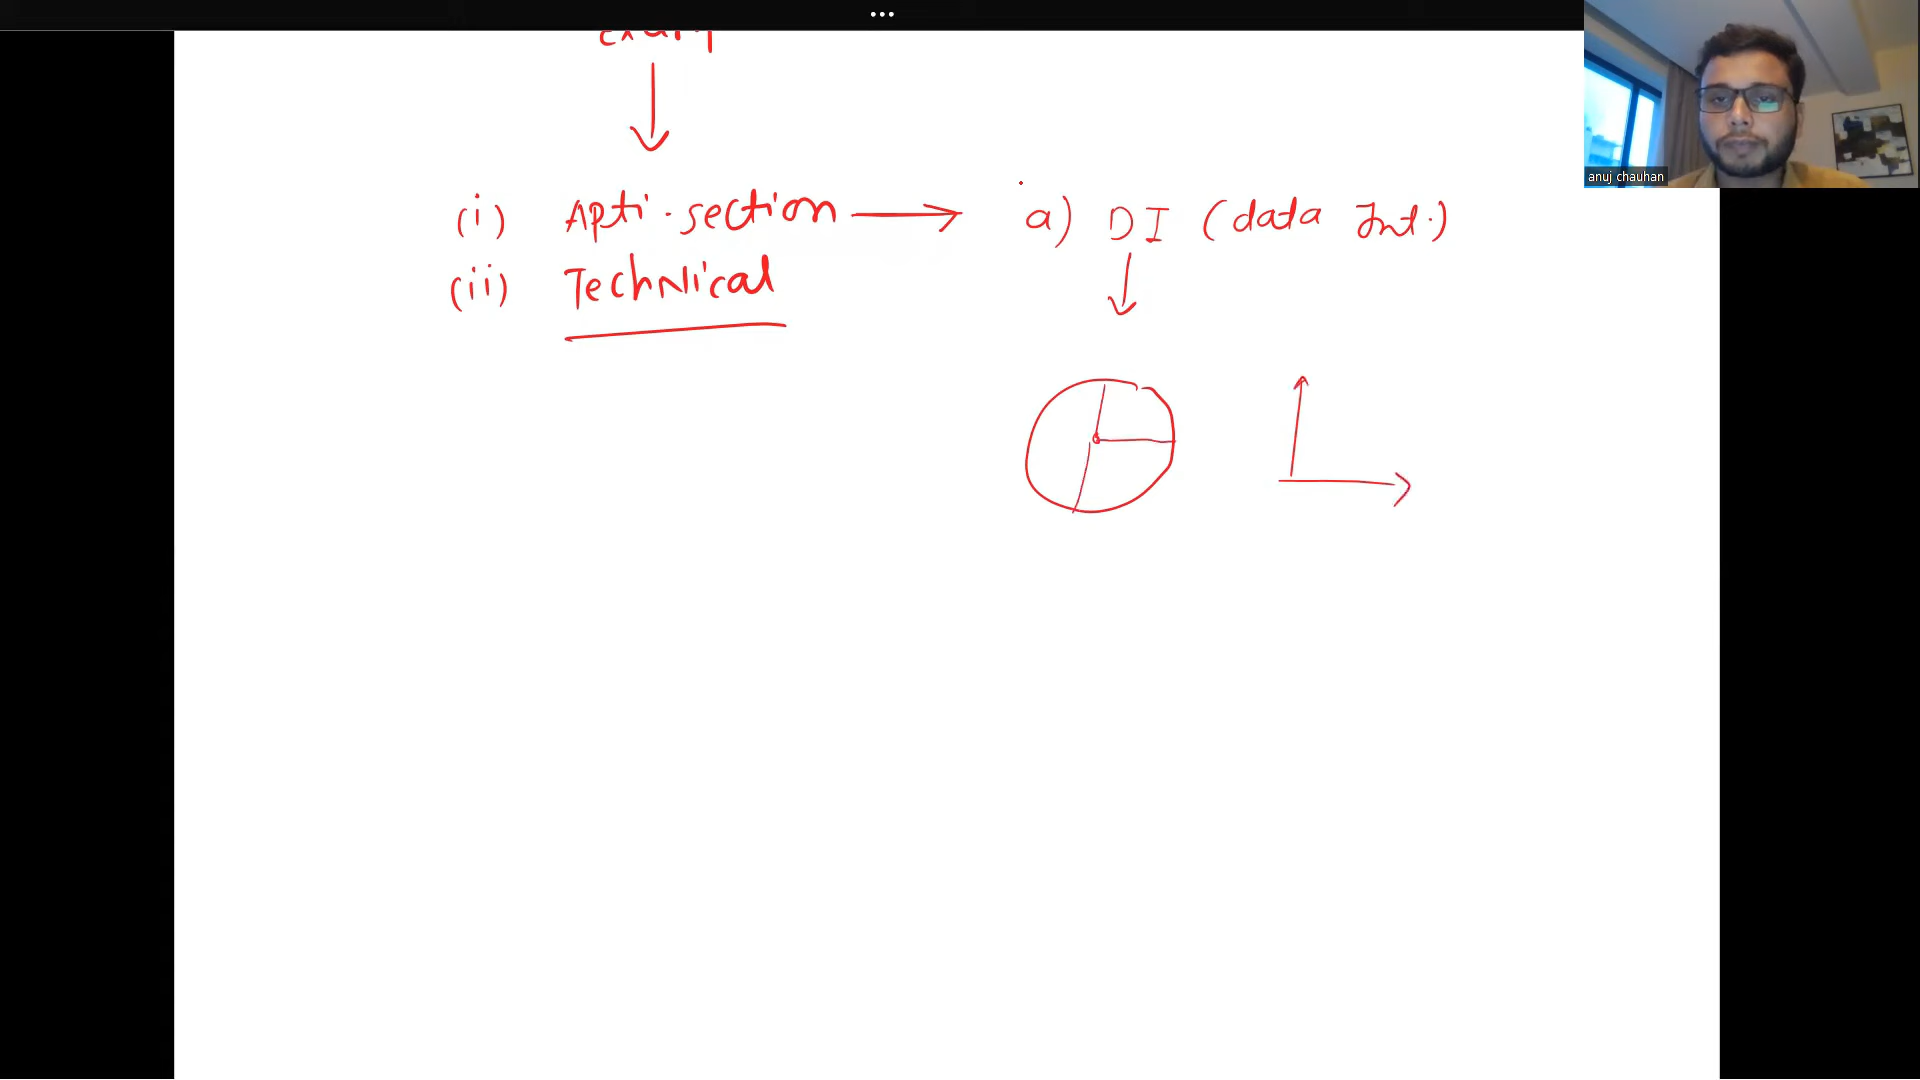 (i) Apti. section → a) DI (data Int.)
(ii) Technical
anuj chauhan